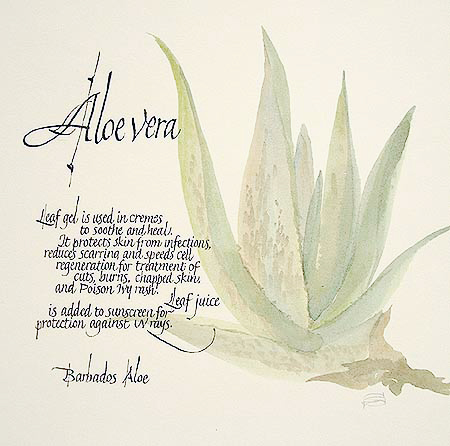 Aloe vera
Leaf gel is used in cremes
to soothe and heal.
It protects skin from infections,
reduces scarring and speeds cell
regeneration for treatment of
cuts, burns, chapped skin,
and Poison Ivy rash.
Leaf juice
is added to sunscreen for
protection against UV rays.
Barbados Aloe